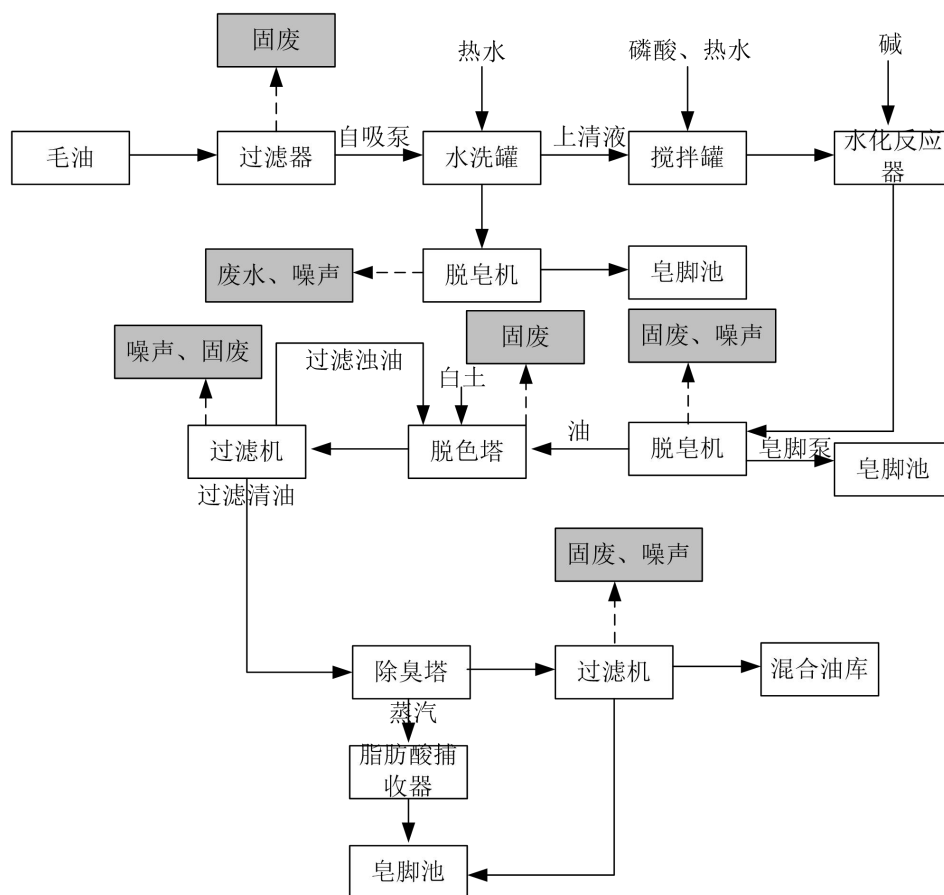 固废
热水
磷酸、热水
碱
毛油
过滤器
自吸泵
水洗罐
上清液
搅拌罐
水化反应
器
废水、噪声
脱皂机
皂脚池
噪声、固废
过滤浊油
固废
固废、噪声
白土
过滤机
脱色塔
油
脱皂机
皂脚泵
皂脚池
过滤清油
固废、噪声
除臭塔
过滤机
混合油库
蒸汽
脂肪酸捕
收器
皂脚池